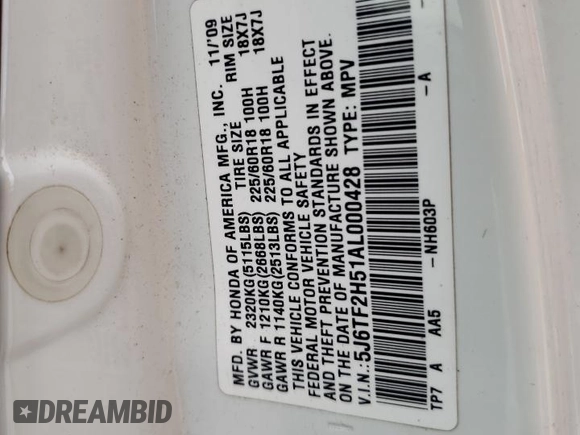 MFD. BY HONDA OF AMERICA MFG., INC. 11/'09
TIRE SIZE RIM SIZE
GVWR 2320KG(5115LBS)
GAWR F 1210KG(2668LBS) 225/60R18 100H 18X7J
GAWR R 1140KG(2513LBS) 225/60R18 100H 18X7J
THIS VEHICLE CONFORMS TO ALL APPLICABLE
FEDERAL MOTOR VEHICLE SAFETY
AND THEFT PREVENTION STANDARDS IN EFFECT
ON THE DATE OF MANUFACTURE SHOWN ABOVE.
V.I.N.:5J6TF2H51AL000428 TYPE: MPV
TP7 A AA5 -NH603P -A
DREAMBID